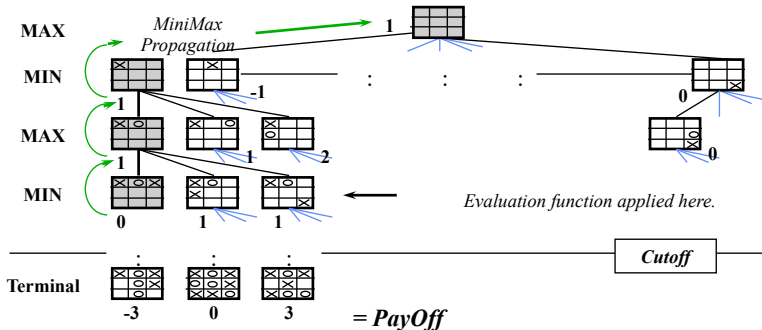 MAX
MiniMax
Propagation
1
MIN
X
X
-1
:
:
:
X
0
1
MAX
X O
X O
X
O
O
X
1
1
2
0
MIN
X O X
X O
X
X O
X
Evaluation function applied here.
0
1
1
Cutoff
:
:
:
Terminal
X O X
O X
O
X O X
O O X
X X O
X O
O X O
X
-3
0
3
= PayOff